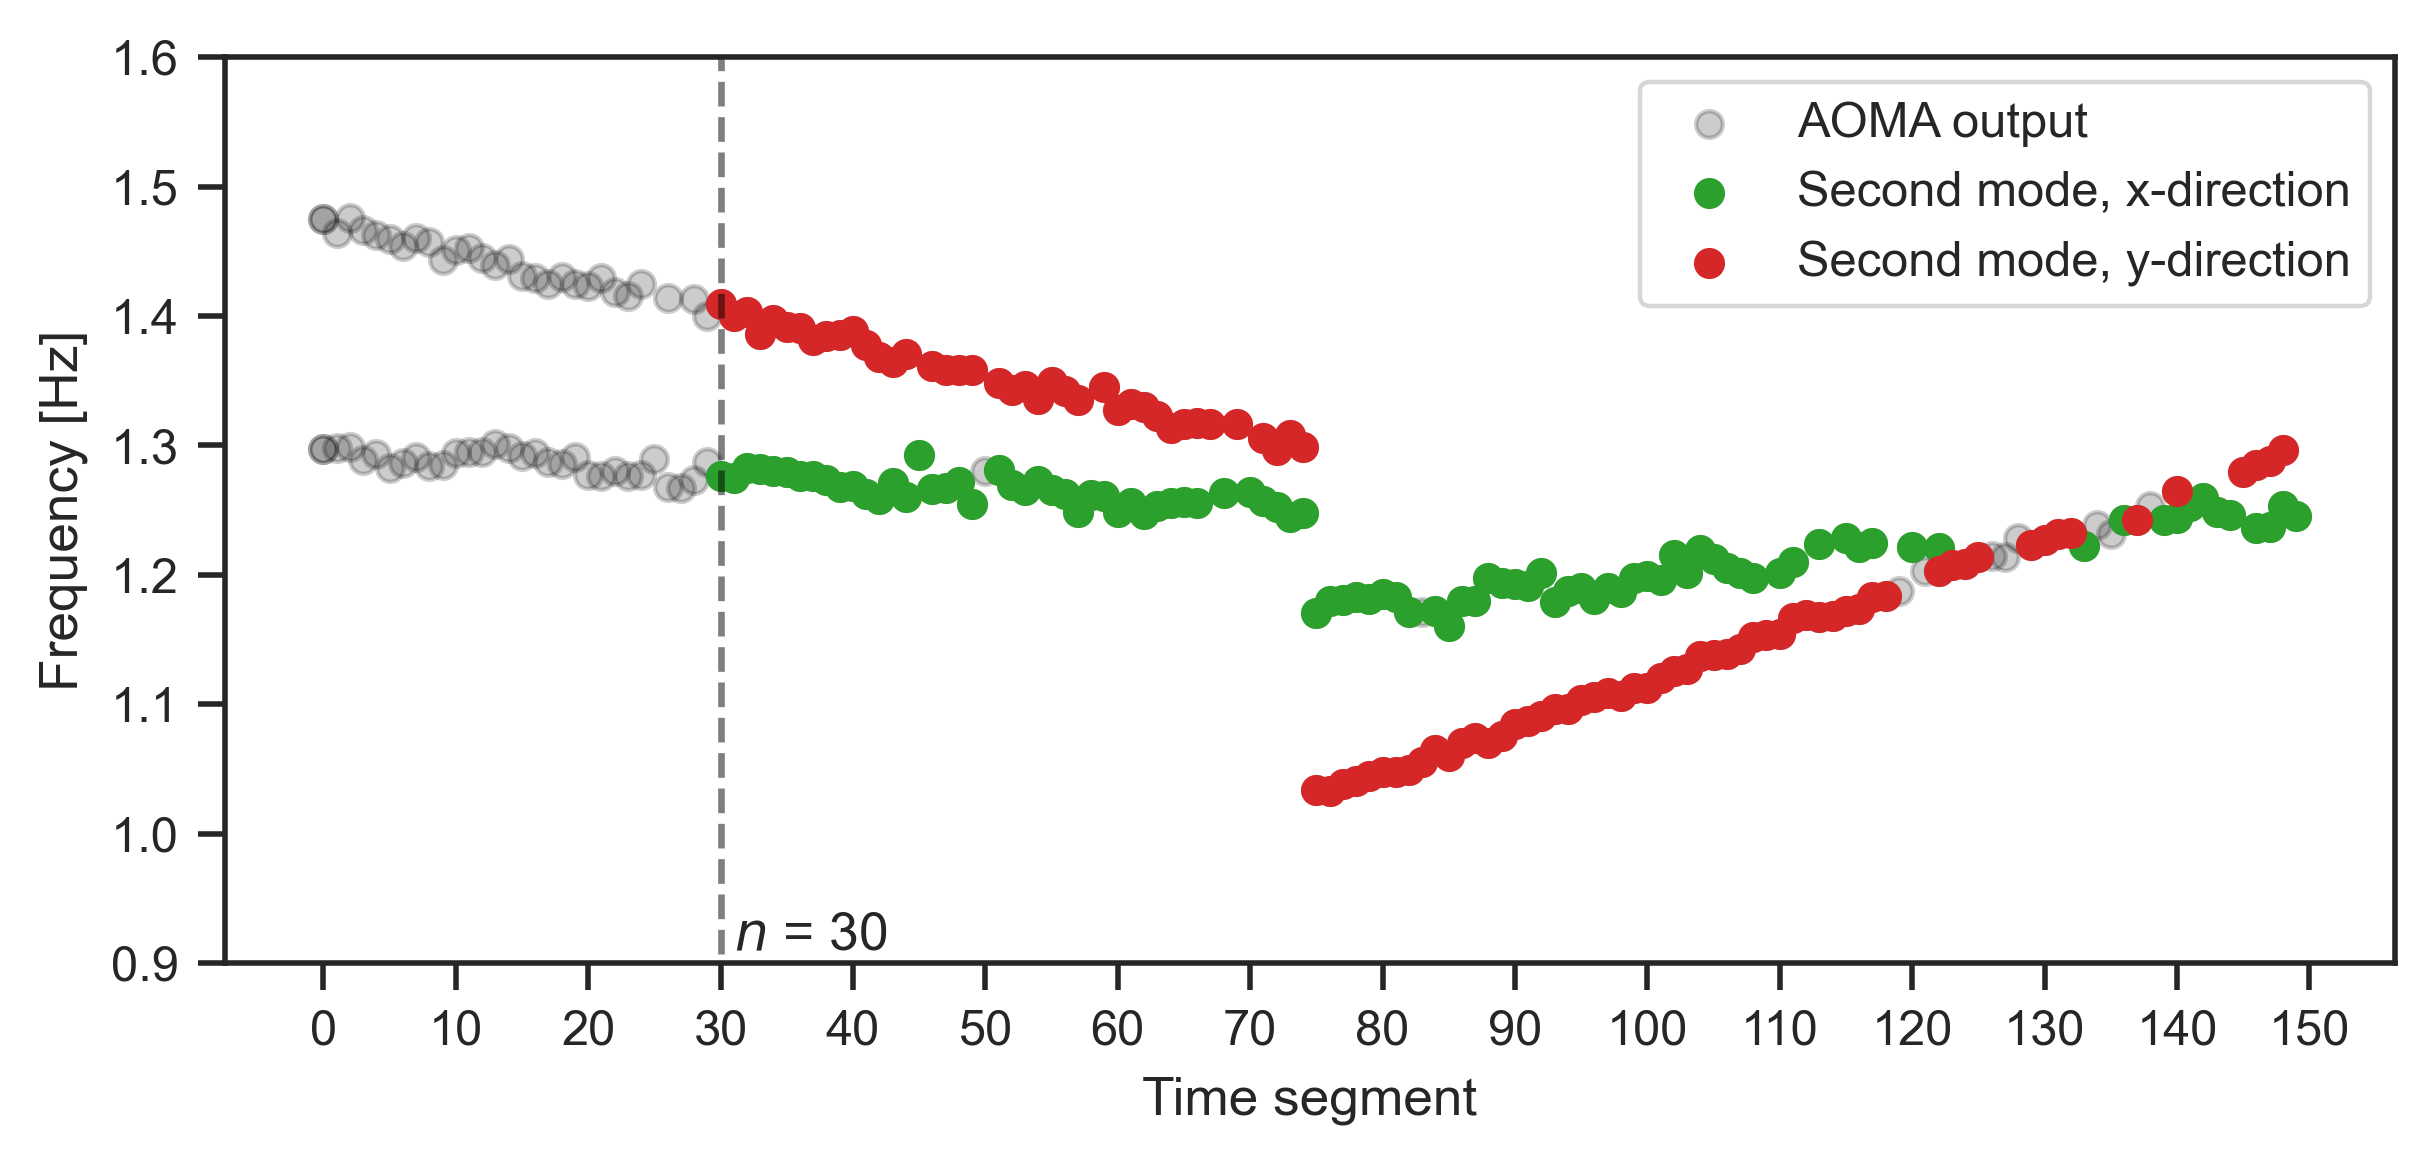 1.6
1.5
1.4
1.3
1.2
1.1
1.0
0.9
Frequency [Hz]
AOMA output
Second mode, x-direction
Second mode, y-direction
n = 30
0 10 20 30 40 50 60 70 80 90 100 110 120 130 140 150
Time segment